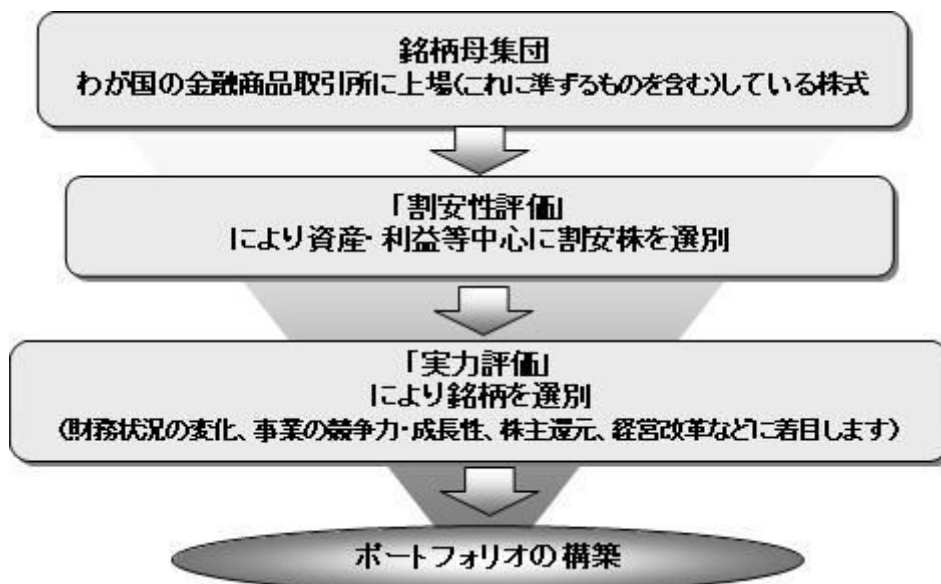 銘柄母集団
わが国の金融商品取引所に上場(これに準ずるものを含む)している株式
「割安性評価」
により資産・利益等中心に割安株を選別
「実力評価」
により銘柄を選別
(財務状況の変化、事業の競争力・成長性、株主還元、経営改革などに着目します)
ポートフォリオの構築